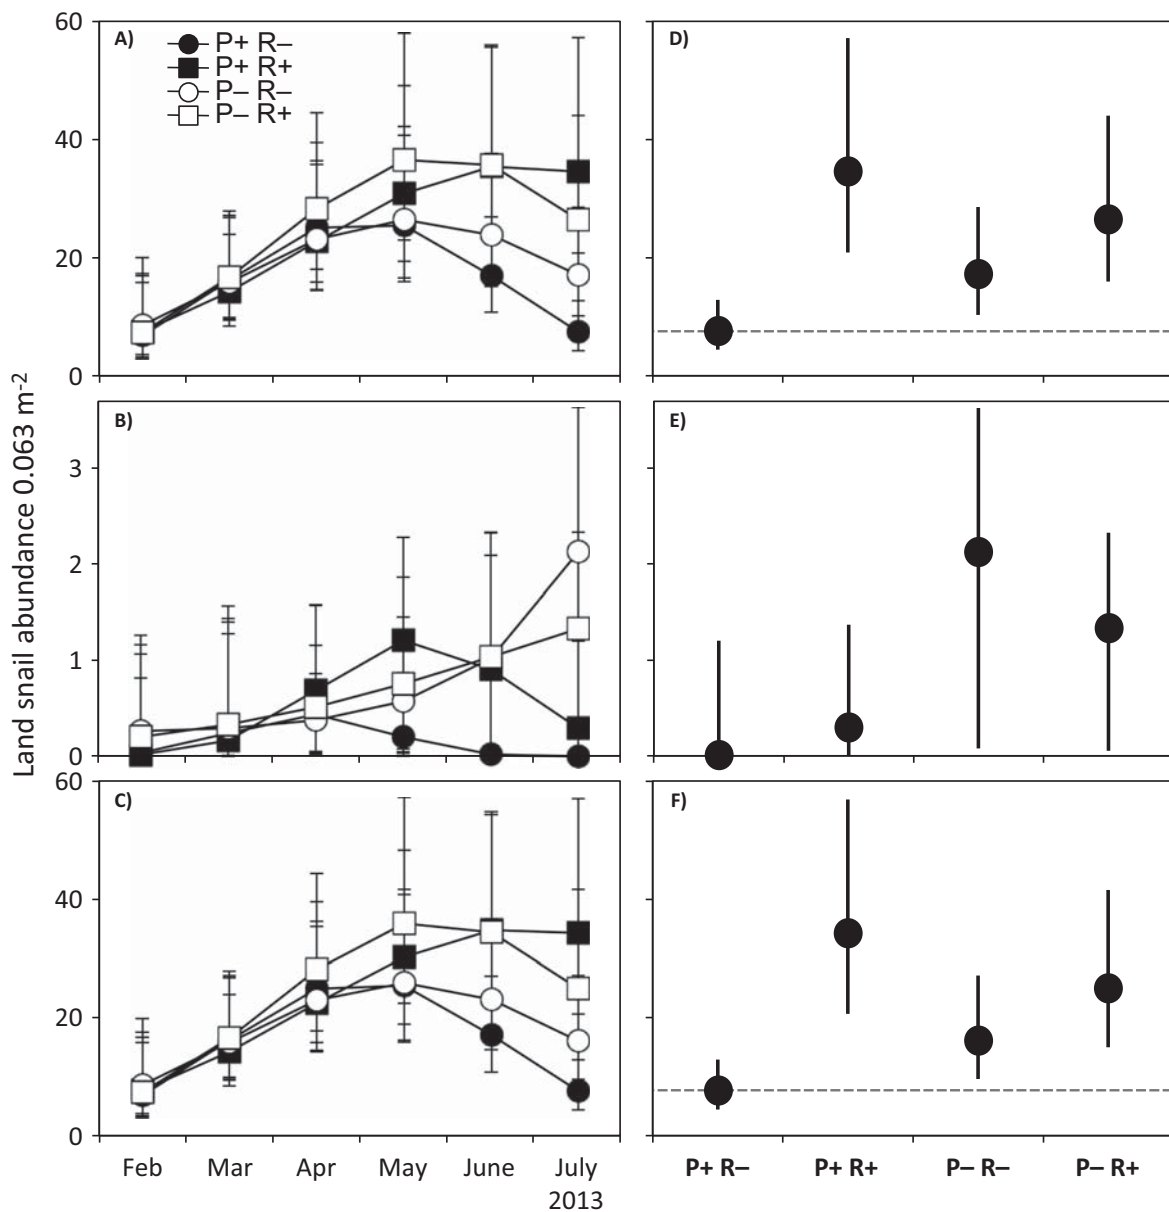 Land snail abundance 0.063 m⁻²
A)
P+ R–
P+ R+
P– R–
P– R+
60
40
20
0
D)
B)
3
2
1
0
E)
C)
60
40
20
0
F)
Feb Mar Apr May June July
2013
P+ R– P+ R+ P– R– P– R+